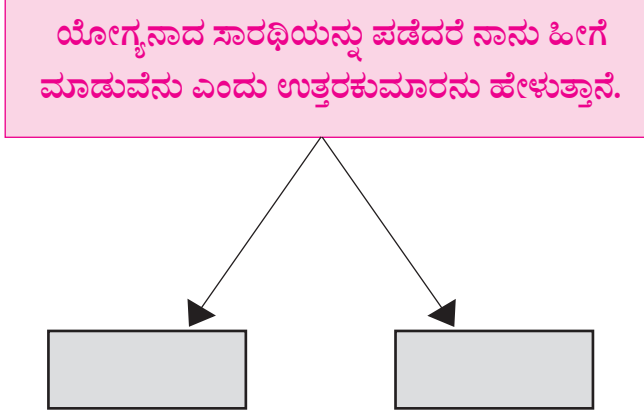 ಯೋಗ್ಯನಾದ ಸಾರಥಿಯನ್ನು ಪಡೆದರೆ ನಾನು ಹೀಗೆ
ಮಾಡುವೆನು ಎಂದು ಉತ್ತರಕುಮಾರನು ಹೇಳುತ್ತಾನೆ.